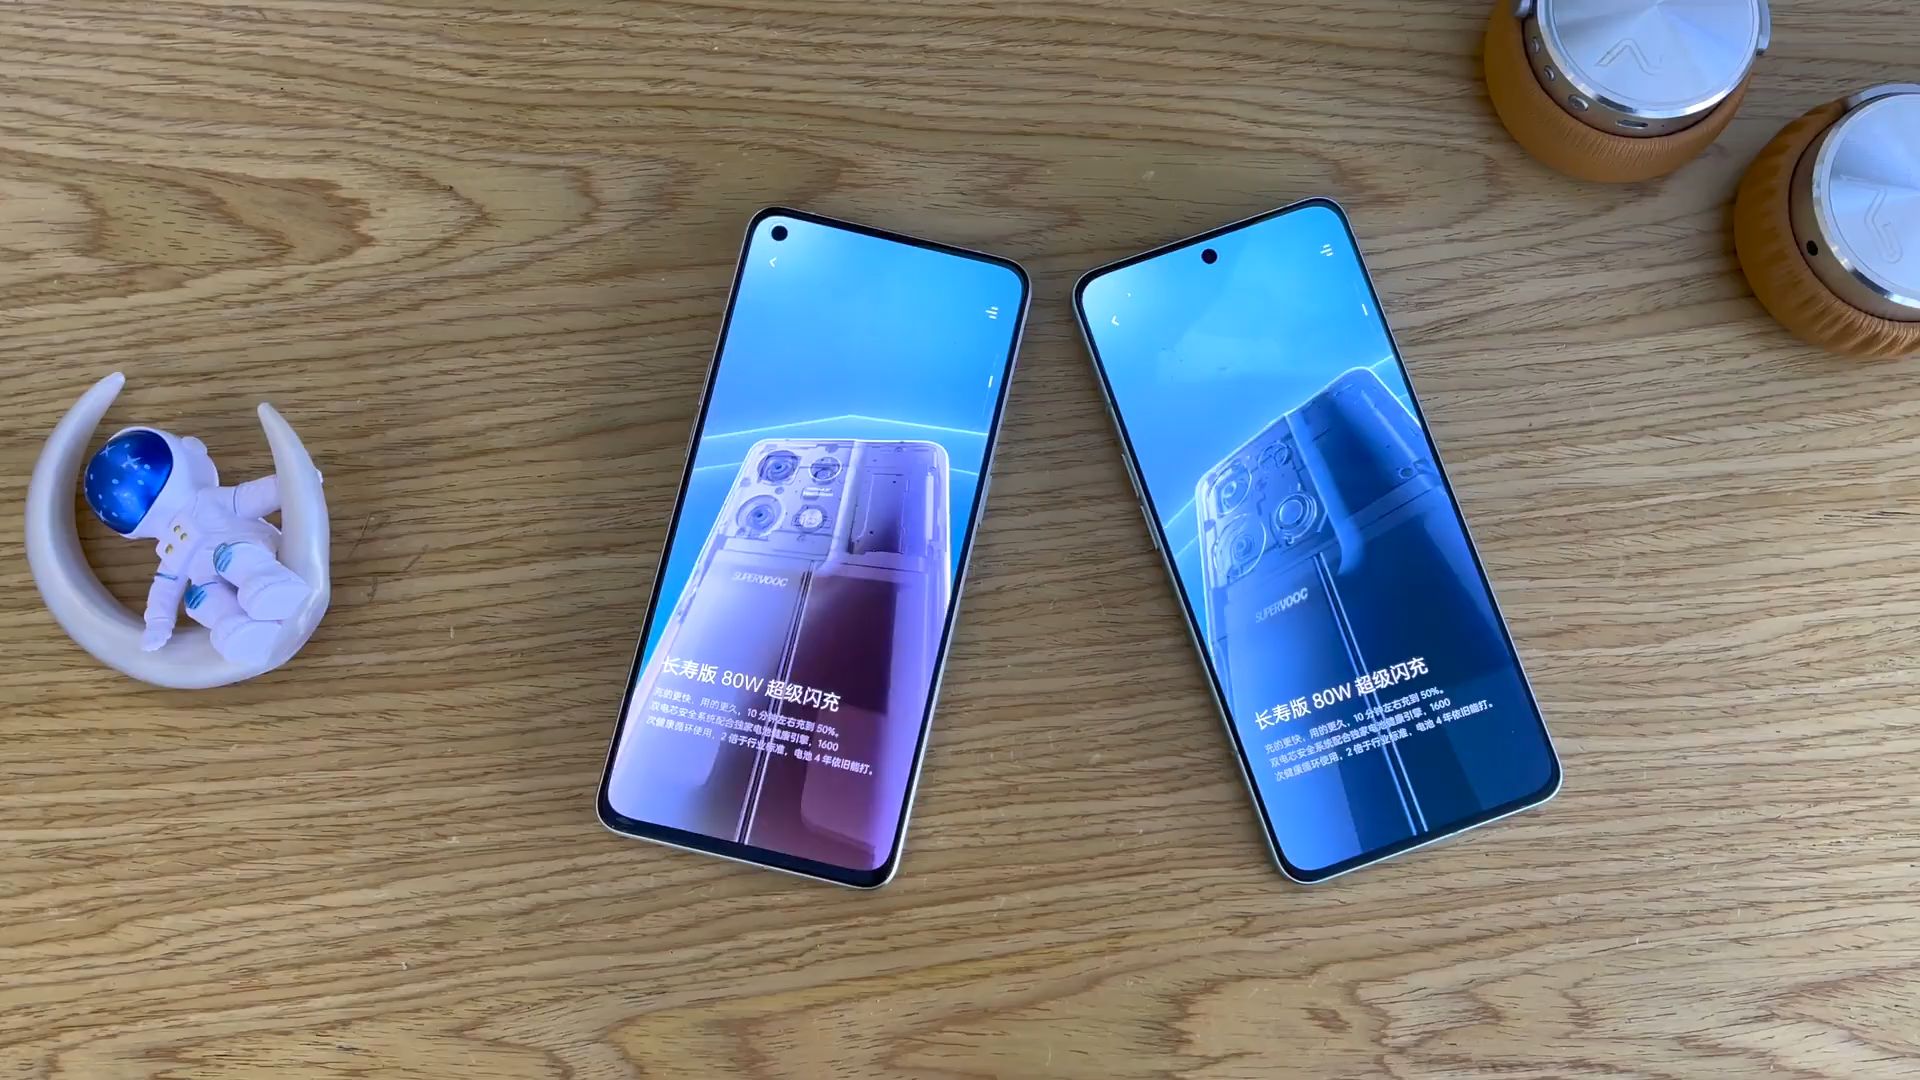 SUPERVOOC
长寿版 80W 超级闪充
充的更快、用的更久，10 分钟左右充到 50%。
双电芯安全系统配合独家电池健康引擎，1600
次健康循环使用，2 倍于行业标准，电池 4 年依旧能打。
SUPERVOOC
长寿版 80W 超级闪充
充的更快、用的更久，10 分钟左右充到 50%。
双电芯安全系统配合独家电池健康引擎，1600
次健康循环使用，2 倍于行业标准，电池 4 年依旧能打。